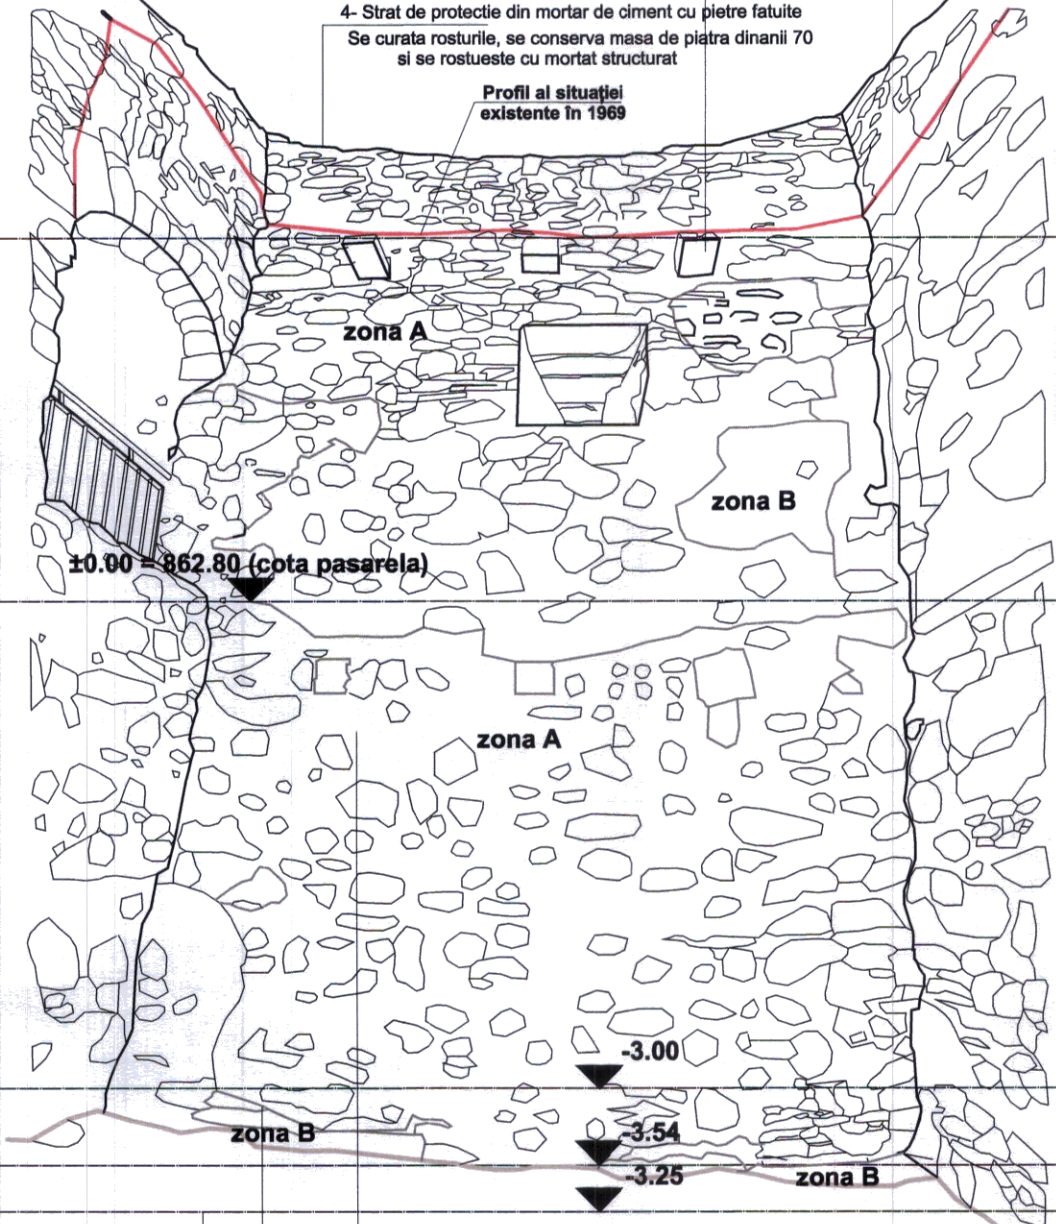 4- Strat de protectie din mortar de ciment cu pietre fatuite
Se curata rosturile, se conserva masa de piatra dinanii 70
si se rostueste cu mortat structurat
Profil al situației
existente în 1969
zona A
zona B
±0.00 = 862.80 (cota pasarela)
zona A
-3.00
zona B
-3.54
-3.25
zona B